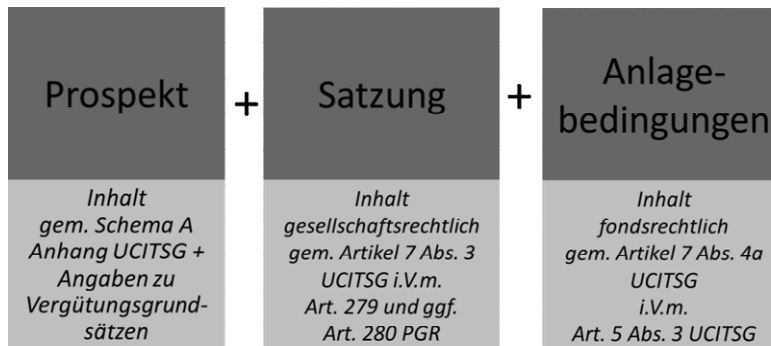 Prospekt
Inhalt
gem. Schema A
Anhang UCITSG +
Angaben zu
Vergütungsgrund-
sätzen
+
Satzung
Inhalt
gesellschaftsrechtlich
gem. Artikel 7 Abs. 3
UCITSG i.V.m.
Art. 279 und ggf.
Art. 280 PGR
+
Anlage-
bedingungen
Inhalt
fondsrechtlich
gem. Artikel 7 Abs. 4a
UCITSG
i.V.m.
Art. 5 Abs. 3 UCITSG